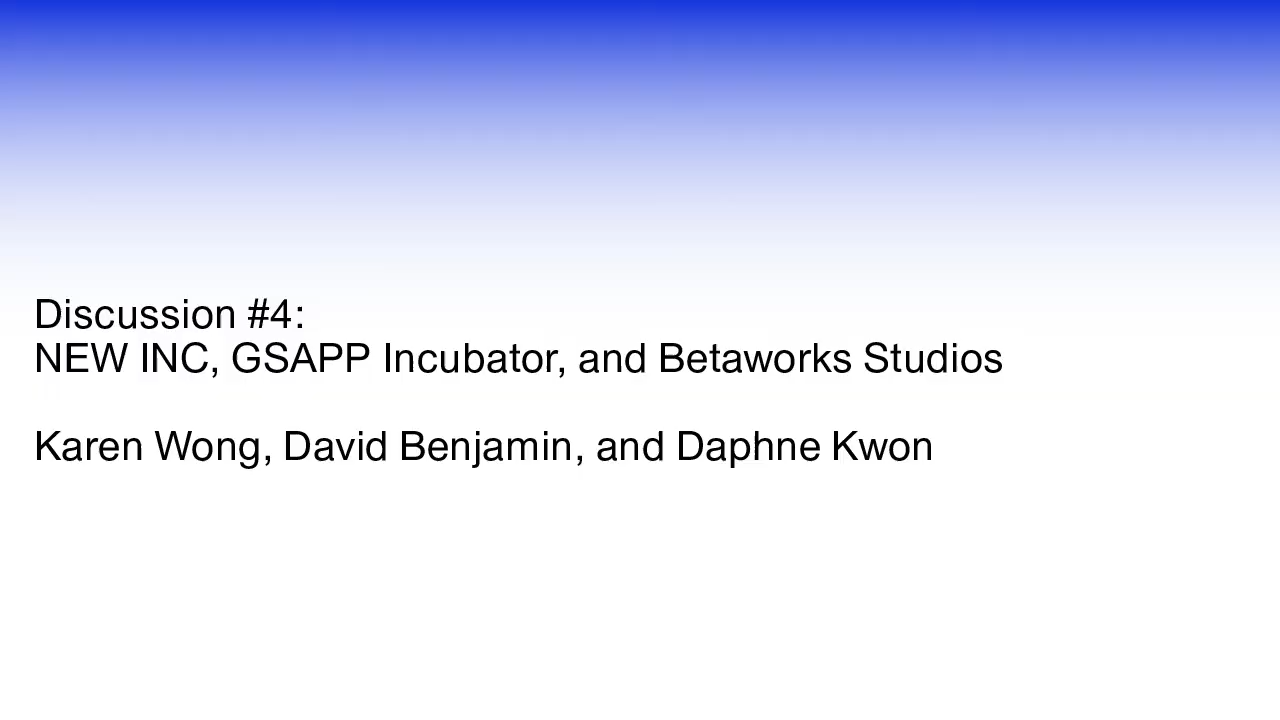 Discussion #4:
NEW INC, GSAPP Incubator, and Betaworks Studios
Karen Wong, David Benjamin, and Daphne Kwon